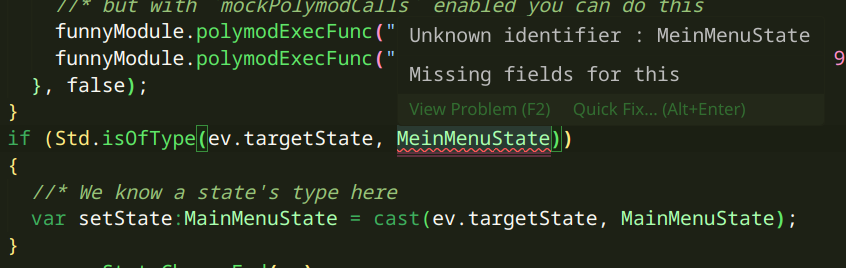 //* but with `mockPolymodCalls` enabled you can do this
funnyModule.polymodExecFunc("
Unknown identifier : MeinMenuState
funnyModule.polymodExecFunc("
9
Missing fields for this
}, false);
View Problem (F2) Quick Fix... (Alt+Enter)
}
if (Std.isOfType(ev.targetState, MeinMenuState))
{
//* We know a state's type here
var setState:MainMenuState = cast(ev.targetState, MainMenuState);
}